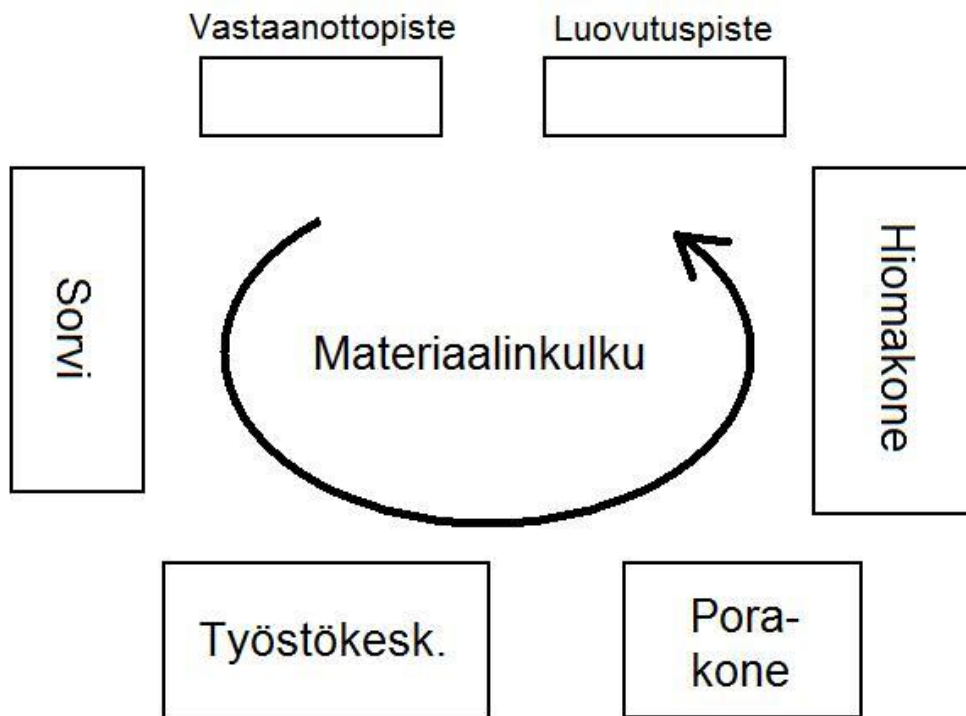 Vastaanottopiste
Luovutuspiste
Sorvi
Materiaalinkulku
Hiomakone
Työstökesk.
Pora-
kone